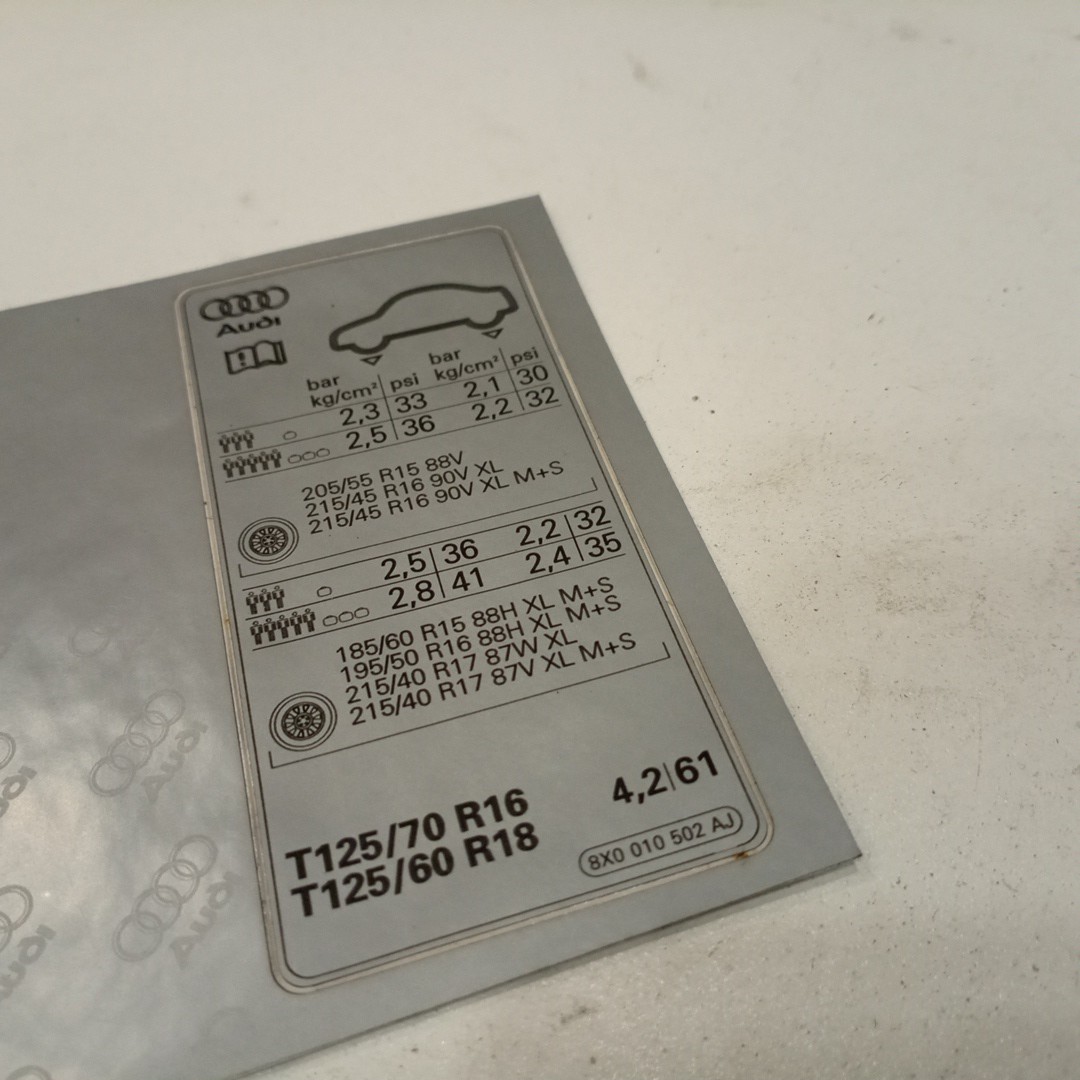 Audi
bar psi bar psi
kg/cm² kg/cm²
2,3 33 2,1 30
2,5 36 2,2 32
205/55 R15 88V
215/45 R16 90V XL
215/45 R16 90V XL M+S
2,5 36 2,2 32
2,8 41 2,4 35
185/60 R15 88H XL M+S
195/50 R16 88H XL M+S
215/40 R17 87W XL
215/40 R17 87V XL M+S
T125/70 R16 4,2 61
T125/60 R18
8X0 010 502 AJ
Audi
Audi
Audi
Audi